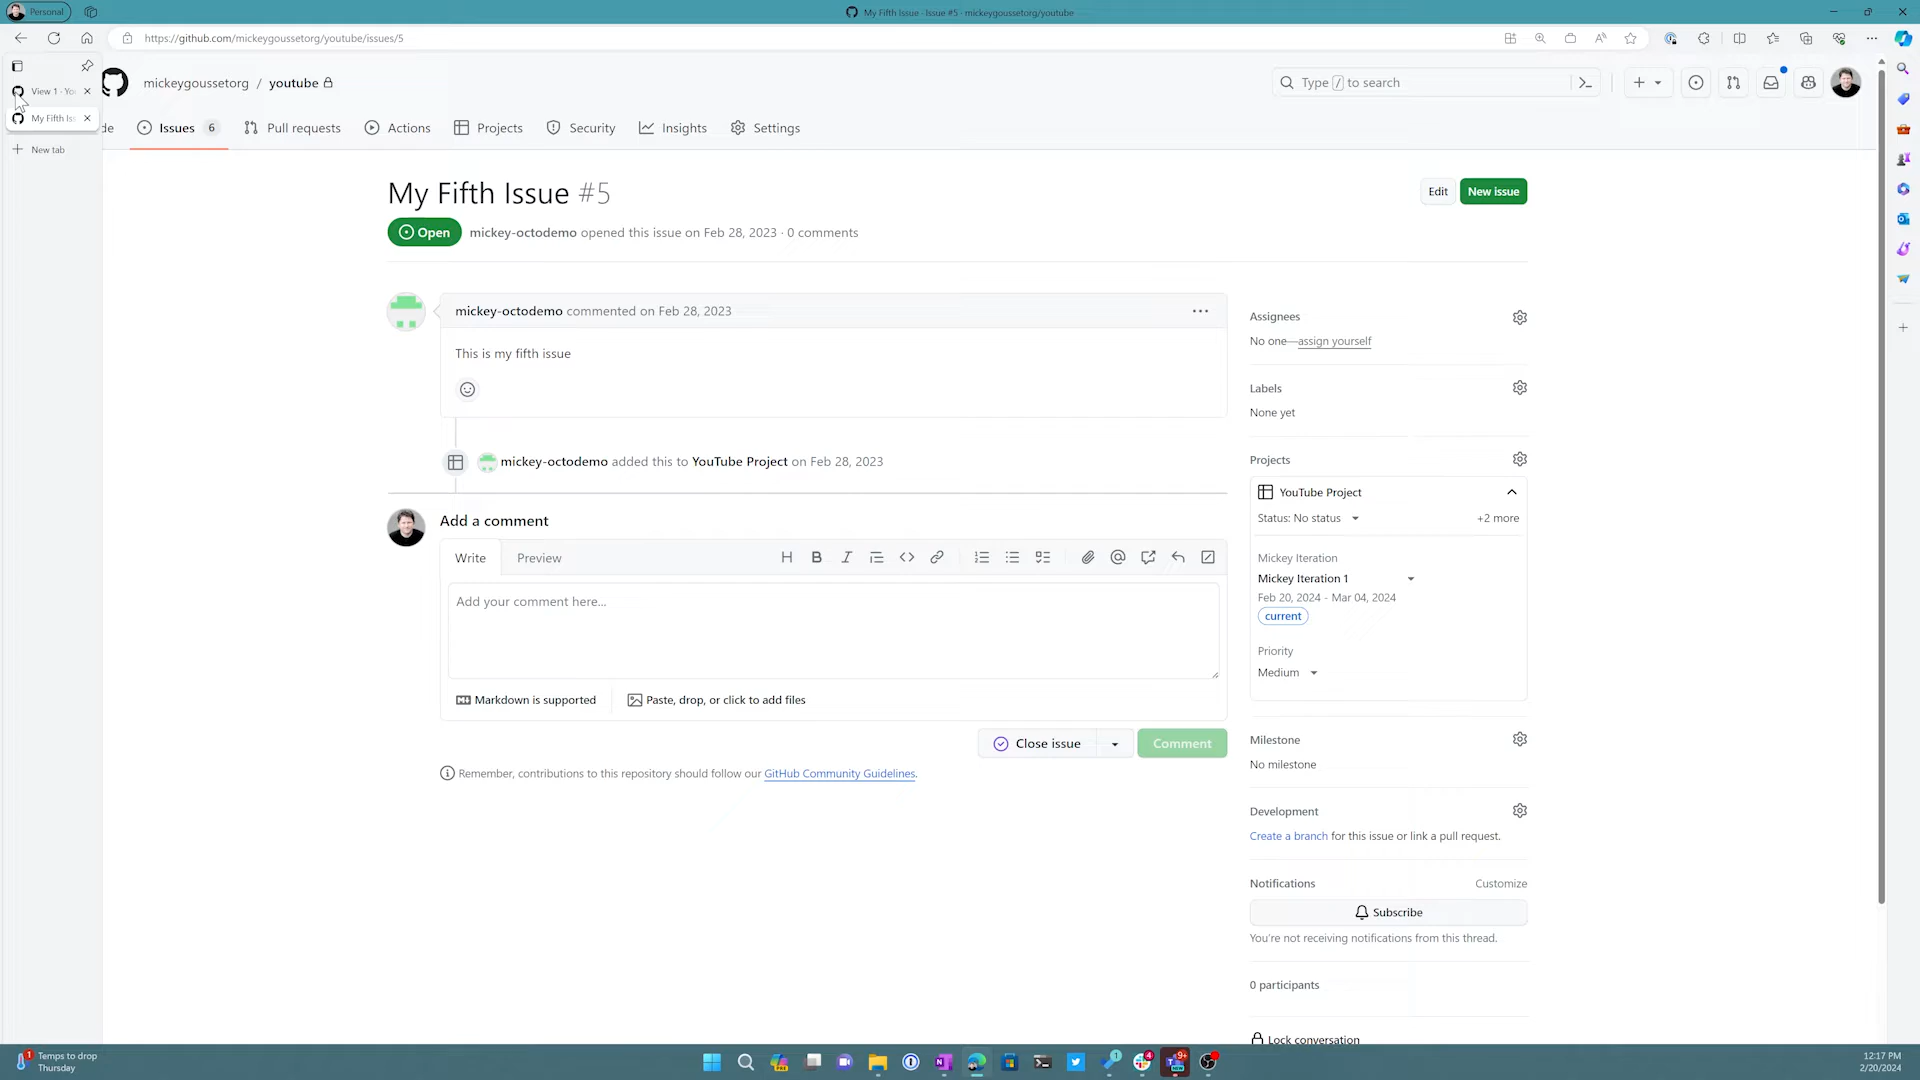 Personal
My Fifth Issue · Issue #5 · mickeygoussetorg/youtube
https://github.com/mickeygoussetorg/youtube/issues/5
View 1 · Yo
My Fifth Is
New tab
mickeygoussetorg / youtube
Type / to search
de
Issues 6
Pull requests
Actions
Projects
Security
Insights
Settings
My Fifth Issue #5
Edit
New issue
Open
mickey-octodemo opened this issue on Feb 28, 2023 · 0 comments
mickey-octodemo commented on Feb 28, 2023
This is my fifth issue
mickey-octodemo added this to YouTube Project on Feb 28, 2023
Add a comment
Write
Preview
Add your comment here...
Markdown is supported
Paste, drop, or click to add files
Close issue
Comment
Remember, contributions to this repository should follow our GitHub Community Guidelines.
Assignees
No one—assign yourself
Labels
None yet
Projects
YouTube Project
Status: No status
+2 more
Mickey Iteration
Mickey Iteration 1
Feb 20, 2024 - Mar 04, 2024
current
Priority
Medium
Milestone
No milestone
Development
Create a branch for this issue or link a pull request.
Notifications
Customize
Subscribe
You're not receiving notifications from this thread.
0 participants
Lock conversation
1
Temps to drop
Thursday
PRE
1
4
9+
NEW
12:17 PM
2/20/2024